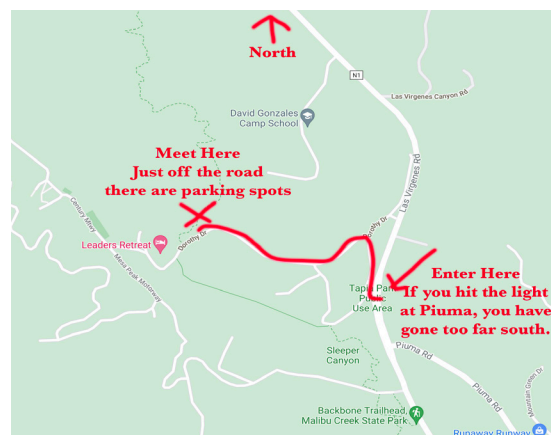 North
N1
Las Virgenes Canyon Rd
David Gonzales
Camp School
Meet Here
Just off the road
there are parking spots
Las Virgenes Rd
Century Mtwy
Leaders Retreat
Dorothy Dr
Dorothy Dr
Mesa Peak Motorway
Enter Here
If you hit the light
at Piuma, you have
gone too far south.
Tapia Park
Public
Use Area
Sleeper
Canyon
Piuma Rd
Piuma Rd
Backbone Trailhead,
Malibu Creek State Park
Runaway Runway